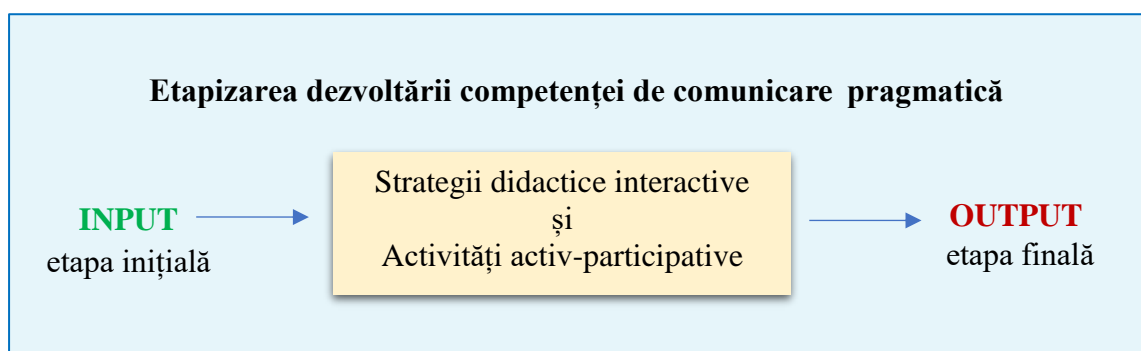 Etapizarea dezvoltării competenței de comunicare pragmatică
INPUT
etapa inițială
Strategii didactice interactive
și
Activități activ-participative
OUTPUT
etapa finală